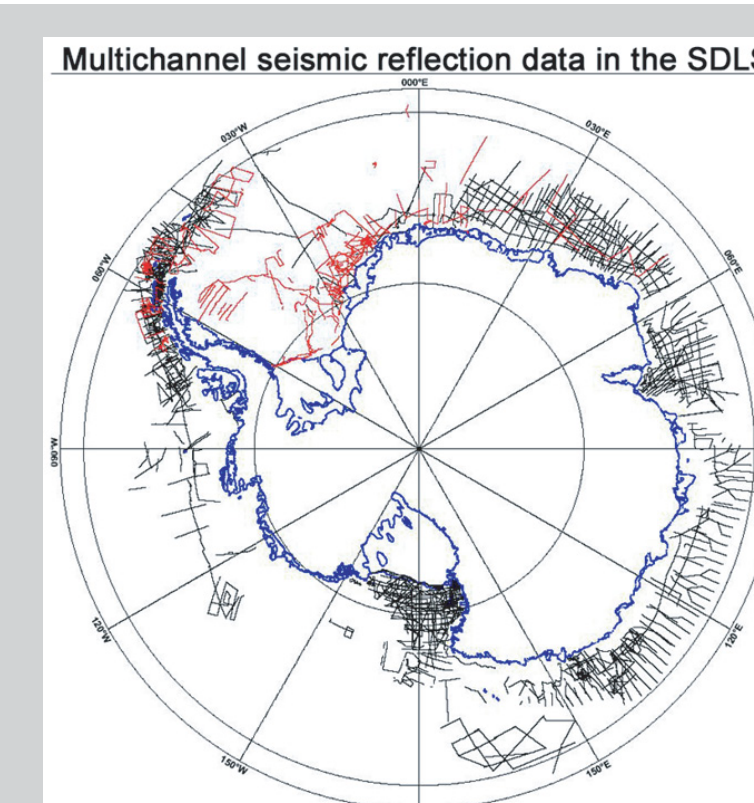 Multichannel seismic reflection data in the SDLS
000°E
030°W
030°E
060°W
060°E
090°W
120°W
120°E
150°W
150°E